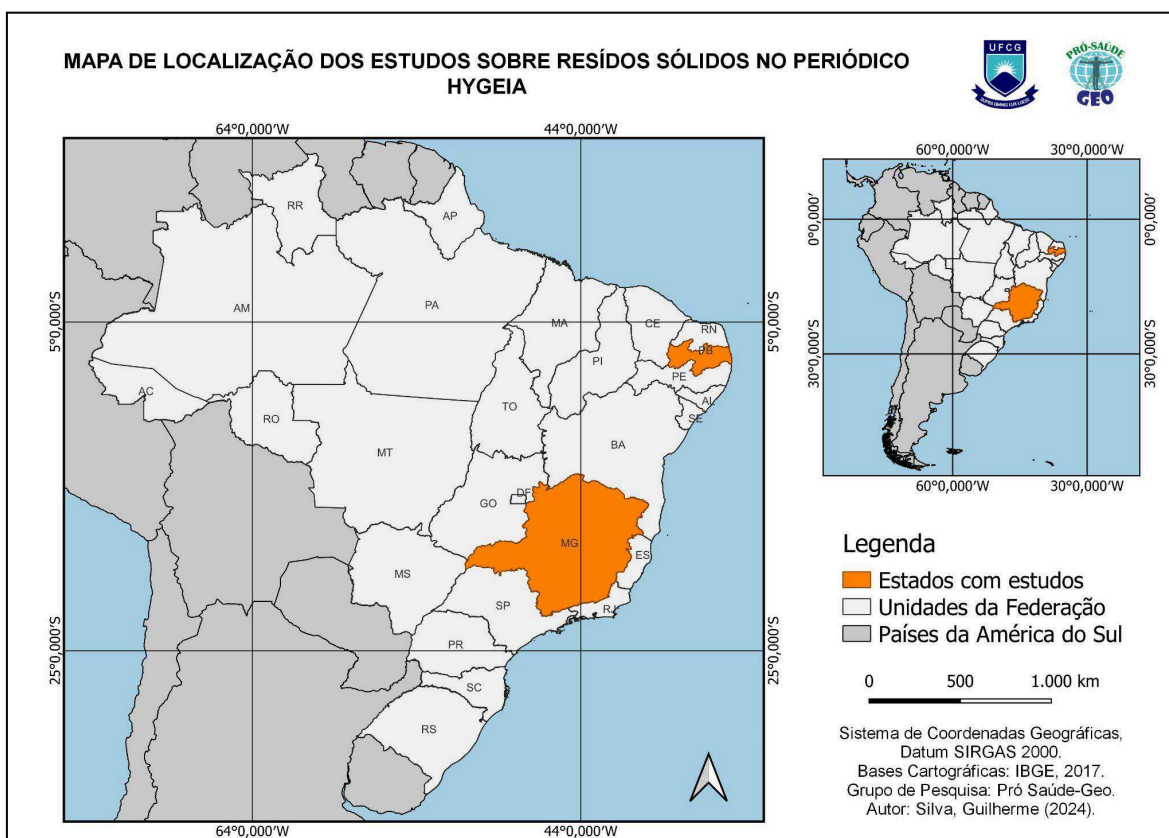 MAPA DE LOCALIZAÇÃO DOS ESTUDOS SOBRE RESÍDOS SÓLIDOS NO PERIÓDICO
HYGEIA
UFCG
PRÓ-SAÚDE
GEO
64°0,000'W
44°0,000'W
60°0,000'W
30°0,000'W
RR
AP
AM
PA
MA
CE
RN
PB
PI
PE
AL
SE
AC
RO
TO
BA
MT
GO
DF
MG
ES
MS
SP
RJ
PR
SC
RS
5°0,000'S
5°0,000'S
25°0,000'S
25°0,000'S
64°0,000'W
44°0,000'W
0°0,000'
0°0,000'
30°0,000'S
30°0,000'S
60°0,000'W
30°0,000'W
Legenda
Estados com estudos
Unidades da Federação
Países da América do Sul
0
500
1.000 km
Sistema de Coordenadas Geográficas,
Datum SIRGAS 2000.
Bases Cartográficas: IBGE, 2017.
Grupo de Pesquisa: Pró Saúde-Geo.
Autor: Silva, Guilherme (2024).